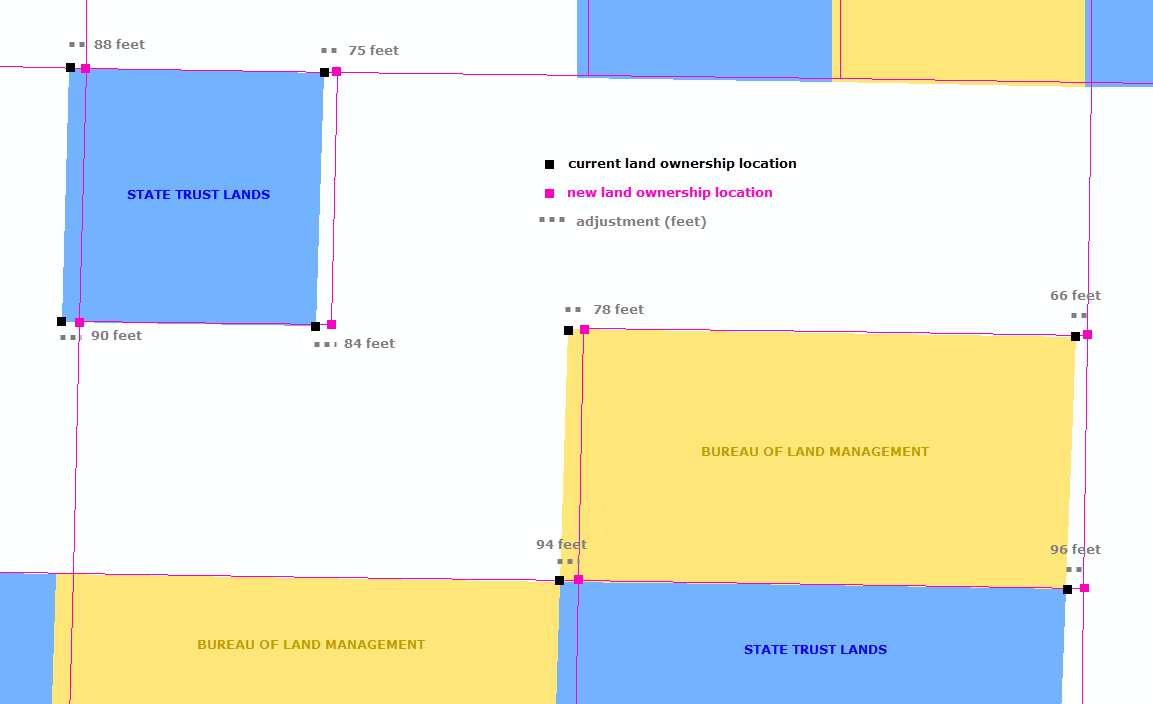 88 feet
75 feet
current land ownership location
STATE TRUST LANDS
new land ownership location
adjustment (feet)
66 feet
78 feet
90 feet
84 feet
BUREAU OF LAND MANAGEMENT
94 feet
96 feet
BUREAU OF LAND MANAGEMENT
STATE TRUST LANDS